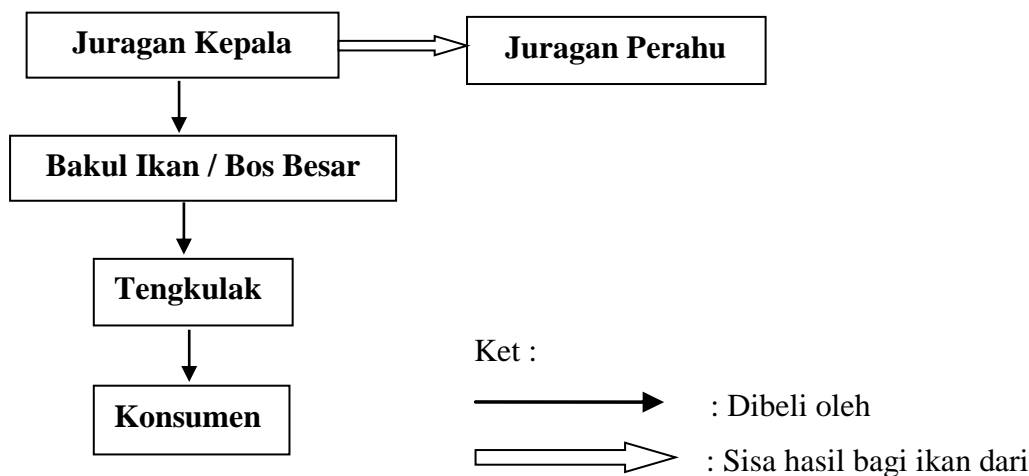 Juragan Kepala
Juragan Perahu
Bakul Ikan / Bos Besar
Tengkulak
Konsumen
Ket :
: Dibeli oleh
: Sisa hasil bagi ikan dari